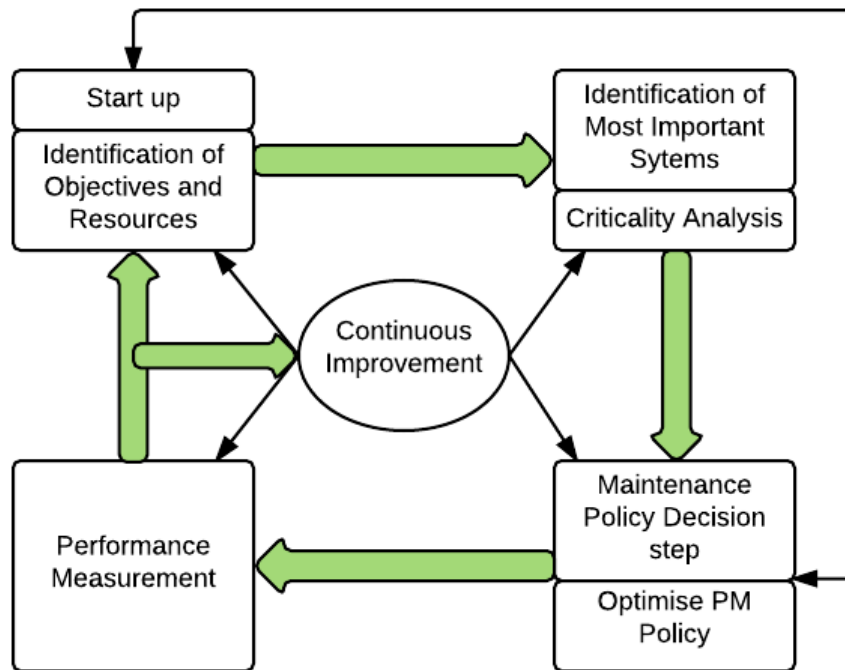 Start up
Identification of
Objectives and
Resources
Identification of
Most Important
Sytems
Criticality Analysis
Continuous
Improvement
Performance
Measurement
Maintenance
Policy Decision
step
Optimise PM
Policy